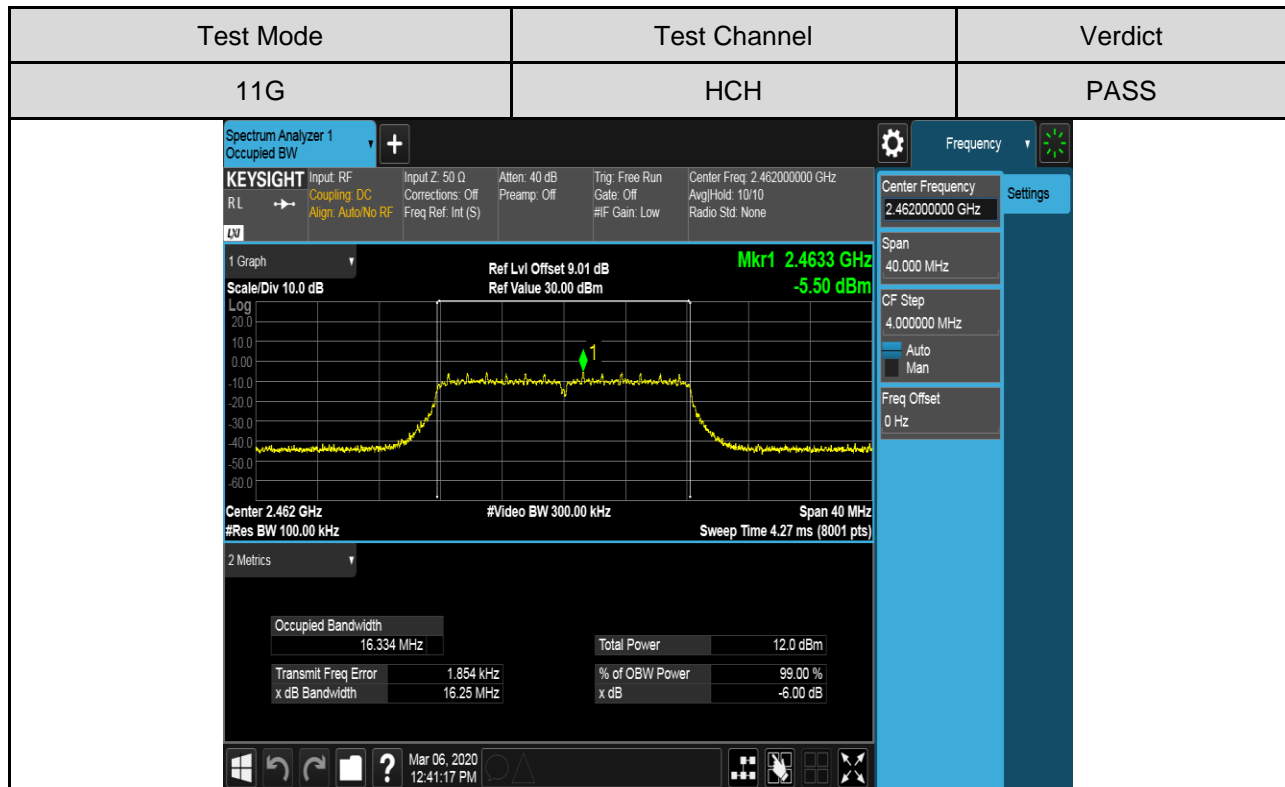 Test Mode Test Channel Verdict
11G HCH PASS
Spectrum Analyzer 1
Occupied BW
+
Frequency
KEYSIGHT
RL
LXI
Input: RF
Coupling: DC
Align: Auto/No RF
Input Z: 50 Ω
Corrections: Off
Freq Ref: Int (S)
Atten: 40 dB
Preamp: Off
Trig: Free Run
Gate: Off
#IF Gain: Low
Center Freq: 2.462000000 GHz
Avg|Hold: 10/10
Radio Std: None
Center Frequency
2.462000000 GHz
Settings
Span
40.000 MHz
CF Step
4.000000 MHz
Auto
Man
Freq Offset
0 Hz
1 Graph
Scale/Div 10.0 dB
Ref Lvl Offset 9.01 dB
Ref Value 30.00 dBm
Mkr1 2.4633 GHz
-5.50 dBm
Log
20.0
10.0
0.00
-10.0
-20.0
-30.0
-40.0
-50.0
-60.0
1
Center 2.462 GHz #Video BW 300.00 kHz Span 40 MHz
#Res BW 100.00 kHz Sweep Time 4.27 ms (8001 pts)
2 Metrics
Occupied Bandwidth
16.334 MHz
Total Power 12.0 dBm
Transmit Freq Error 1.854 kHz
% of OBW Power 99.00 %
x dB Bandwidth 16.25 MHz
x dB -6.00 dB
?
Mar 06, 2020
12:41:17 PM